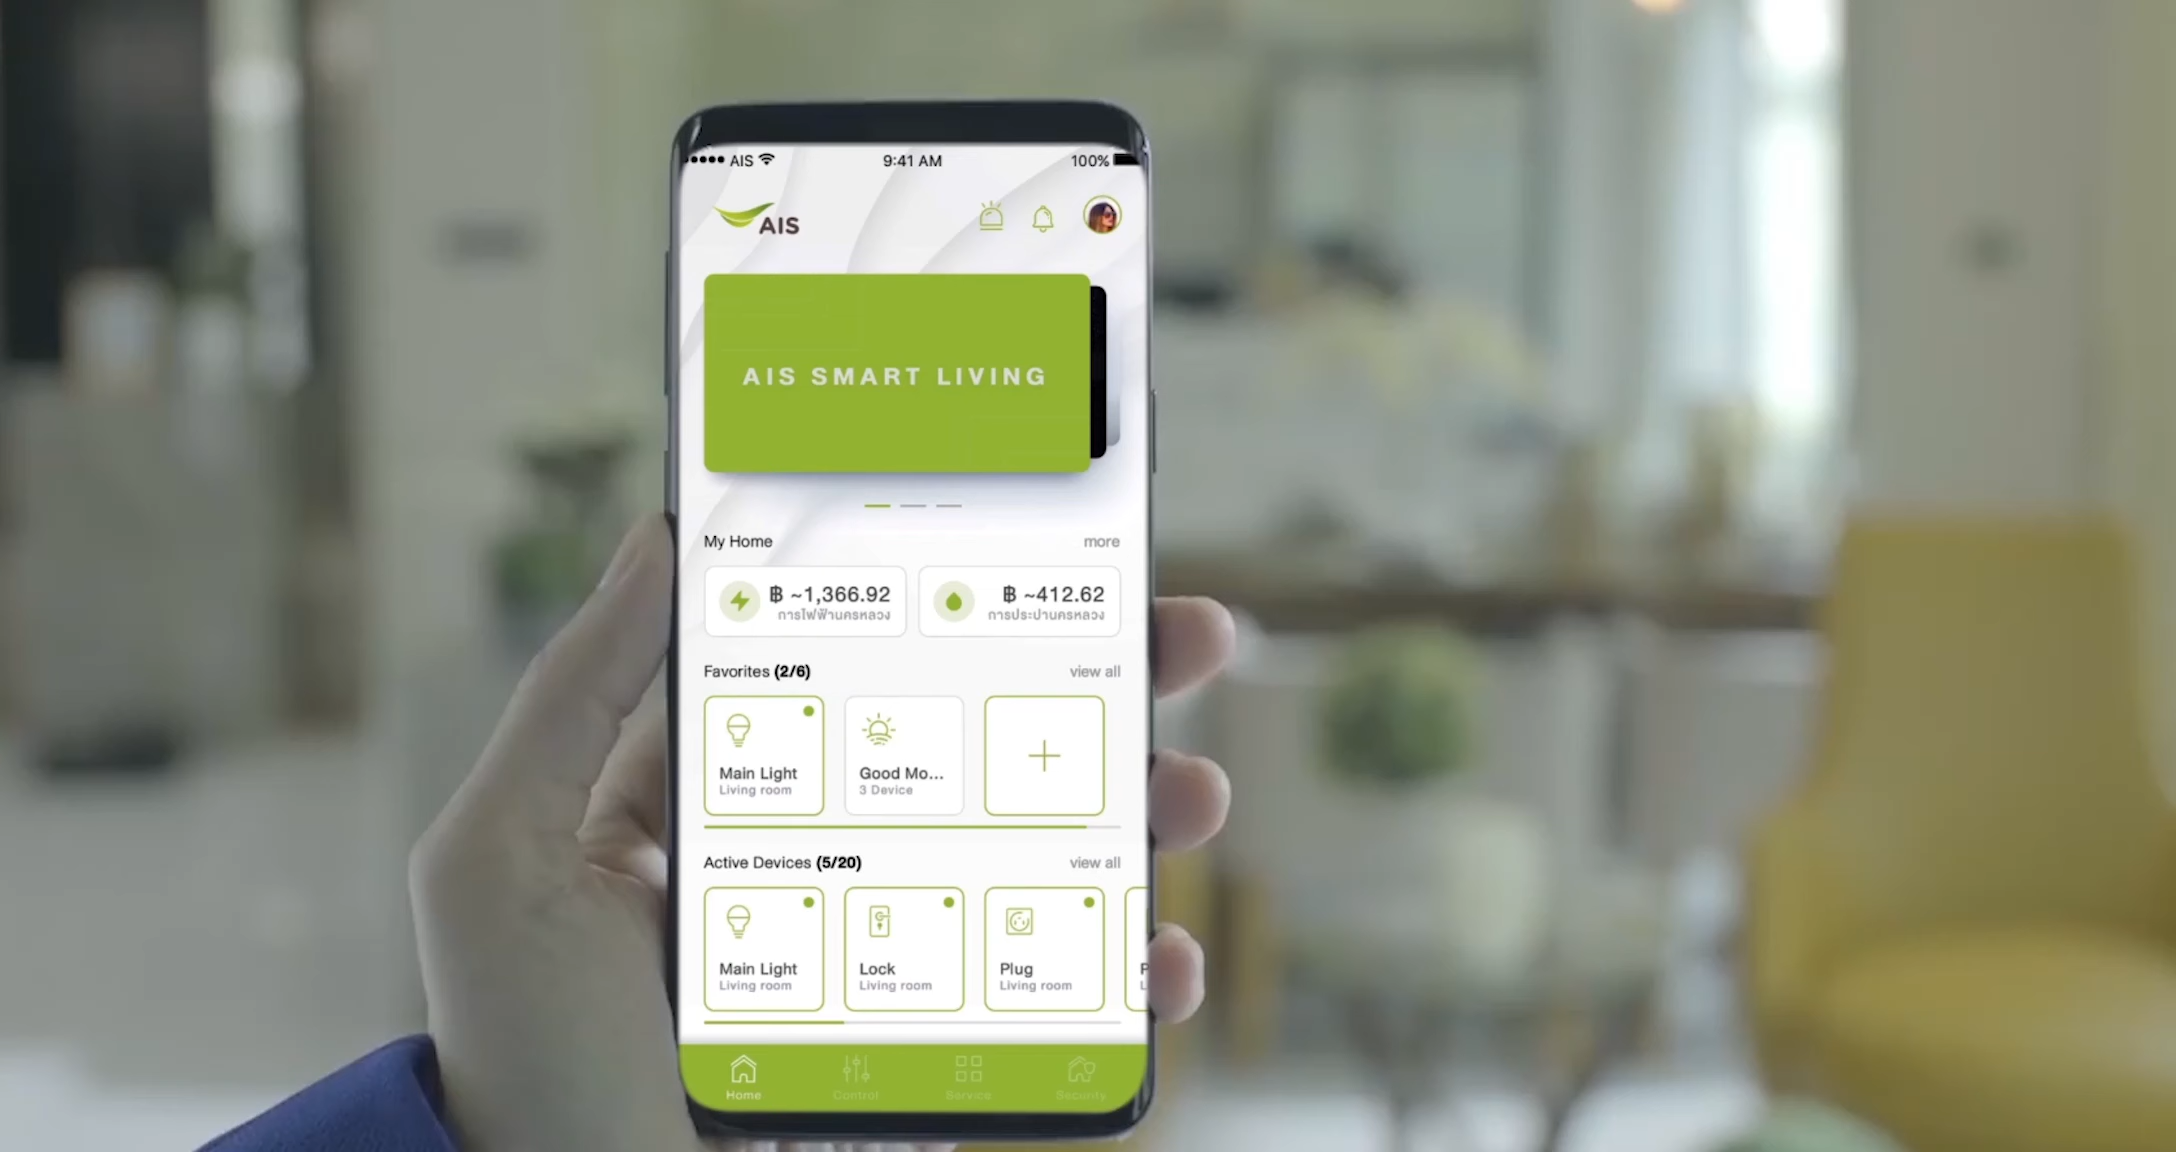 AIS
9:41 AM
100%
AIS
AIS SMART LIVING
My Home
more
฿ ~1,366.92
การไฟฟ้านครหลวง
฿ ~412.62
การประปานครหลวง
Favorites (2/6)
view all
Main Light
Living room
Good Mo...
3 Device
Active Devices (5/20)
view all
Main Light
Living room
Lock
Living room
Plug
Living room
Home
Control
Service
Security